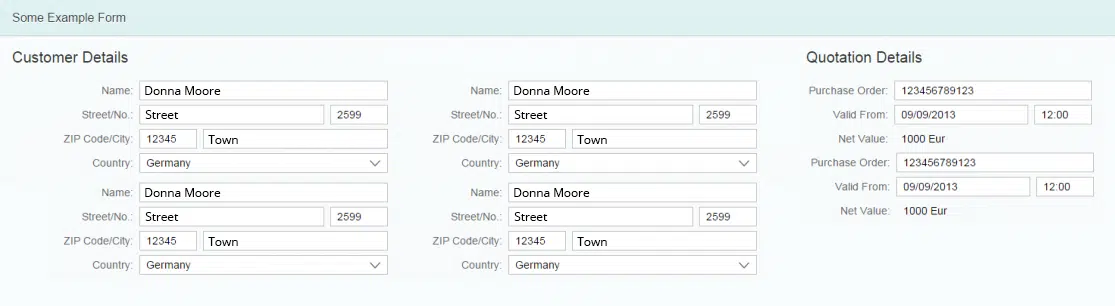 Some Example Form
Customer Details
Name: Donna Moore
Street/No.: Street 2599
ZIP Code/City: 12345 Town
Country: Germany
Name: Donna Moore
Street/No.: Street 2599
ZIP Code/City: 12345 Town
Country: Germany
Name: Donna Moore
Street/No.: Street 2599
ZIP Code/City: 12345 Town
Country: Germany
Name: Donna Moore
Street/No.: Street 2599
ZIP Code/City: 12345 Town
Country: Germany
Quotation Details
Purchase Order: 123456789123
Valid From: 09/09/2013 12:00
Net Value: 1000 Eur
Purchase Order: 123456789123
Valid From: 09/09/2013 12:00
Net Value: 1000 Eur